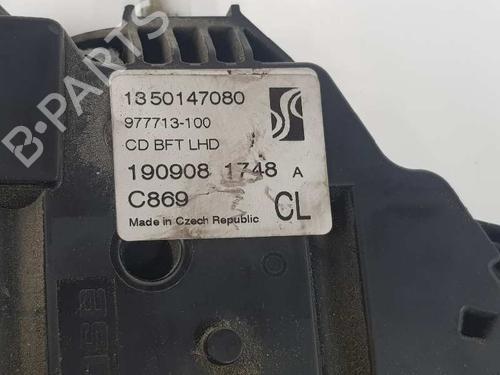 1350147080
977713-100
CD BFT LHD
190908 1748 A
C869
CL
Made in Czech Republic
B-PARTS